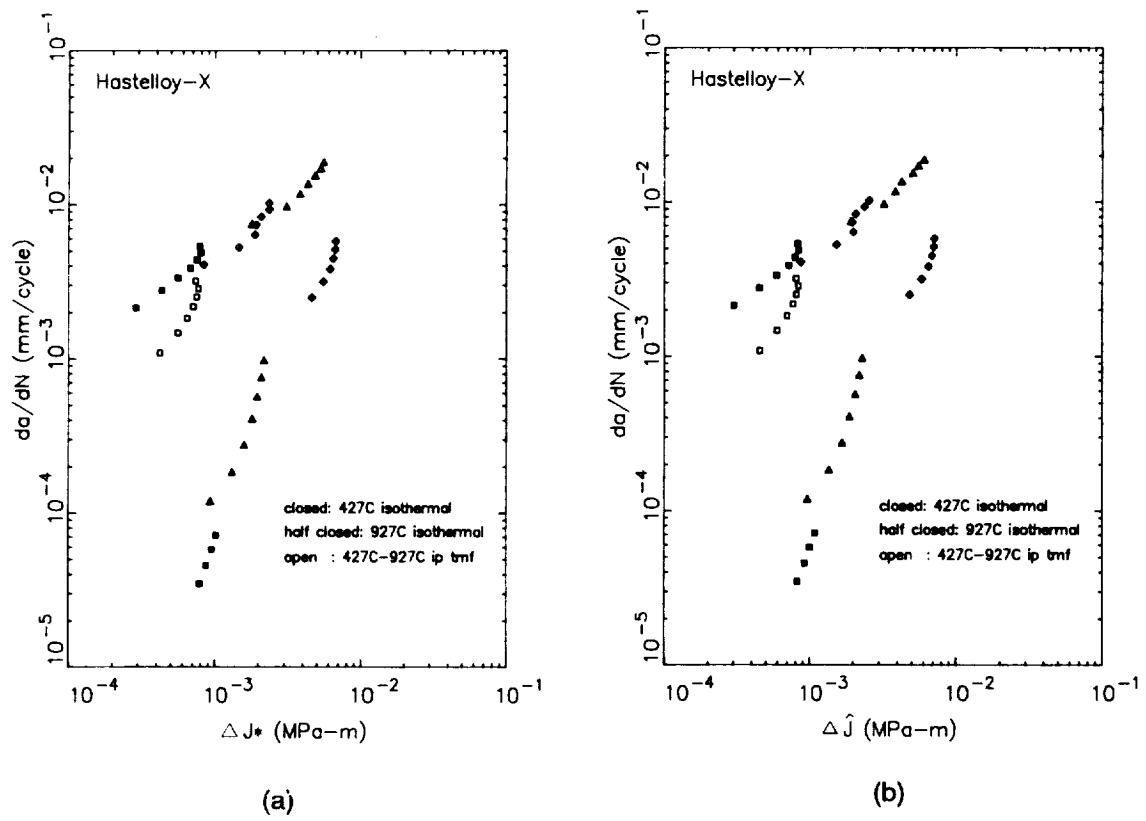 10⁻¹
Hastelloy-X
10⁻²
10⁻³
10⁻⁴
10⁻⁵
da/dN (mm/cycle)
closed: 427C isothermal
half closed: 927C isothermal
open : 427C-927C ip tmf
10⁻⁴ 10⁻³ 10⁻² 10⁻¹
△ J* (MPa-m)
(a)
10⁻¹
Hastelloy-X
10⁻²
10⁻³
10⁻⁴
10⁻⁵
da/dN (mm/cycle)
closed: 427C isothermal
half closed: 927C isothermal
open : 427C-927C ip tmf
10⁻⁴ 10⁻³ 10⁻² 10⁻¹
△ Ĵ (MPa-m)
(b)